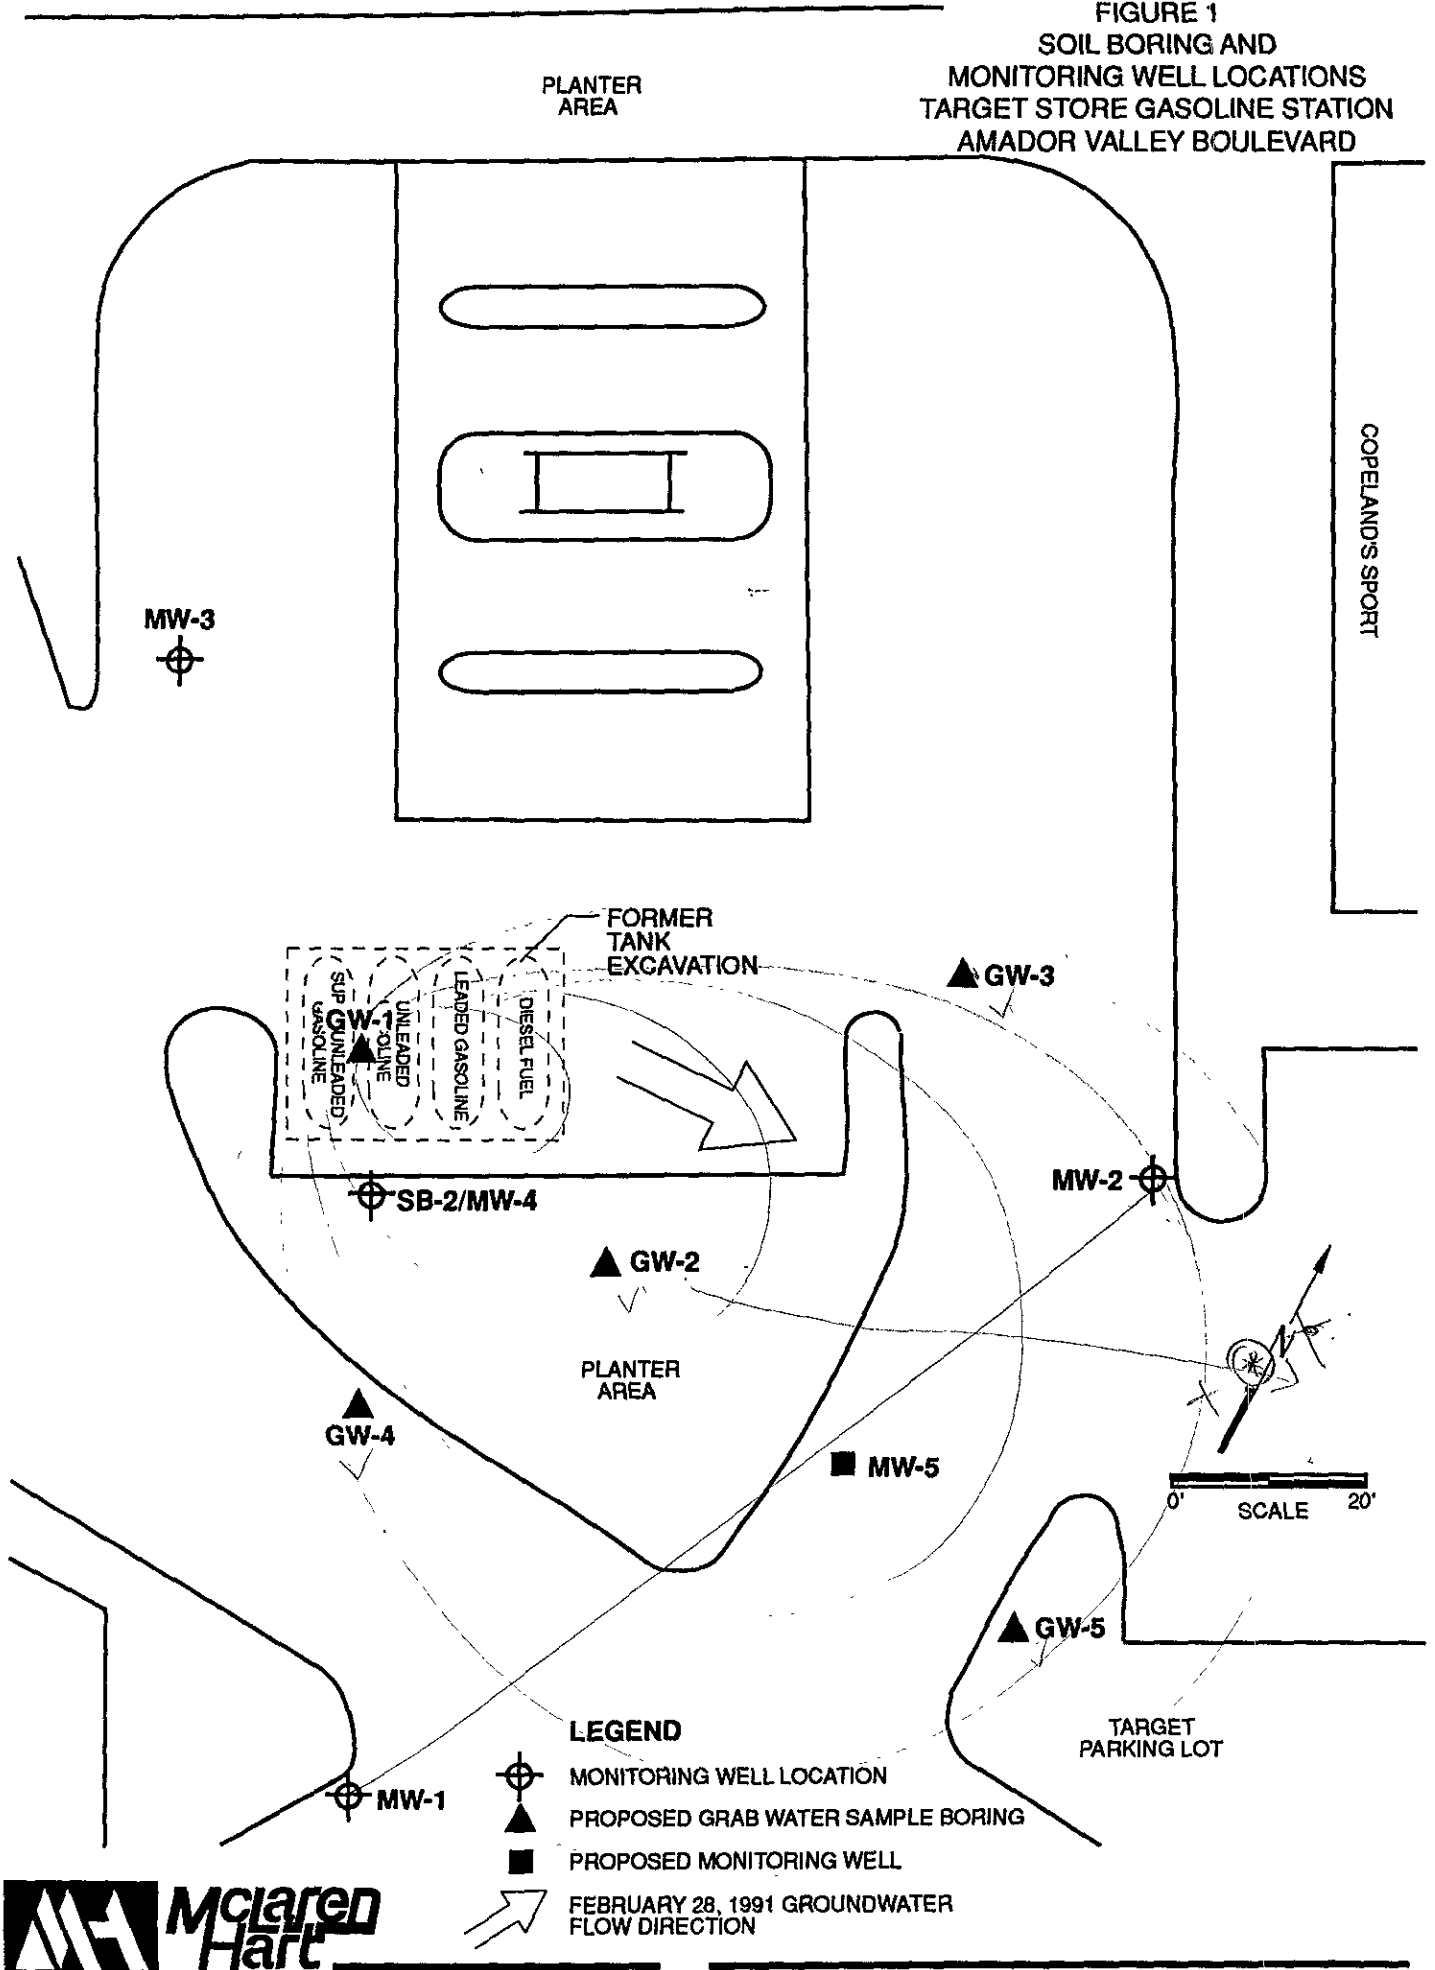 FIGURE 1
SOIL BORING AND
MONITORING WELL LOCATIONS
TARGET STORE GASOLINE STATION
AMADOR VALLEY BOULEVARD
PLANTER
AREA
COPELAND'S SPORT
MW-3
FORMER
TANK
EXCAVATION
GW-3
SUP UNLEADED
GASOLINE
GW-1
UNLEADED
OLINE
LEADED GASOLINE
DIESEL FUEL
MW-2
SB-2/MW-4
GW-2
PLANTER
AREA
N
GW-4
MW-5
0' 20'
SCALE
GW-5
TARGET
PARKING LOT
MW-1
LEGEND
MONITORING WELL LOCATION
PROPOSED GRAB WATER SAMPLE BORING
PROPOSED MONITORING WELL
FEBRUARY 28, 1991 GROUNDWATER
FLOW DIRECTION
McLaren
Hart